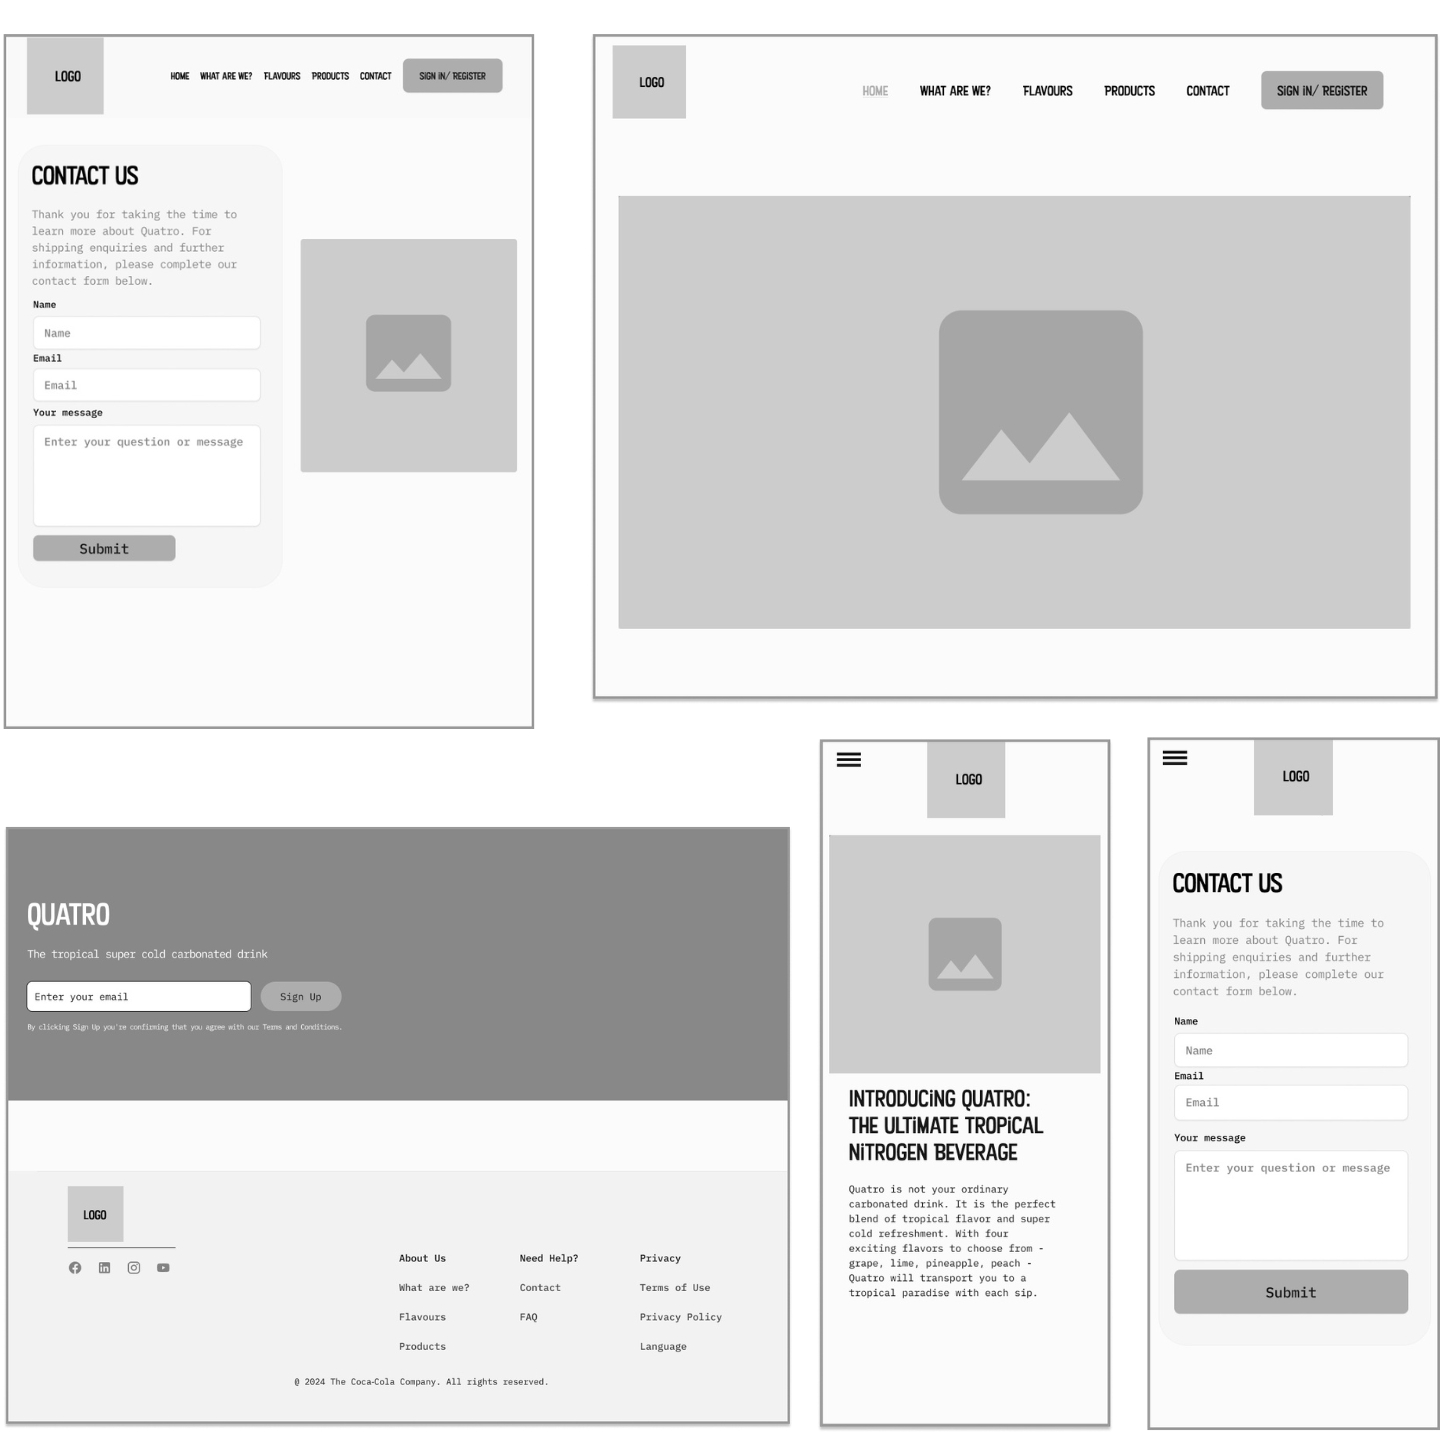 LOGO
HOME WHAT ARE WE? FLAVOURS PRODUCTS CONTACT SiGN iN/ REGiSTER
CONTACT US
Thank you for taking the time to
learn more about Quatro. For
shipping enquiries and further
information, please complete our
contact form below.
Name
Name
Email
Email
Your message
Enter your question or message
Submit
LOGO
HOME WHAT ARE WE? FLAVOURS PRODUCTS CONTACT SiGN iN/ REGiSTER
QUATRO
The tropical super cold carbonated drink
Enter your email Sign Up
By clicking Sign Up you're confirming that you agree with our Terms and Conditions.
LOGO
About Us Need Help? Privacy
What are we? Contact Terms of Use
Flavours FAQ Privacy Policy
Products Language
@ 2024 The Coca-Cola Company. All rights reserved.
LOGO
INTRODUCiNG QUATRO:
THE ULTiMATE TROPiCAL
NiTROGEN BEVERAGE
Quatro is not your ordinary
carbonated drink. It is the perfect
blend of tropical flavor and super
cold refreshment. With four
exciting flavors to choose from -
grape, lime, pineapple, peach -
Quatro will transport you to a
tropical paradise with each sip.
LOGO
CONTACT US
Thank you for taking the time to
learn more about Quatro. For
shipping enquiries and further
information, please complete our
contact form below.
Name
Name
Email
Email
Your message
Enter your question or message
Submit